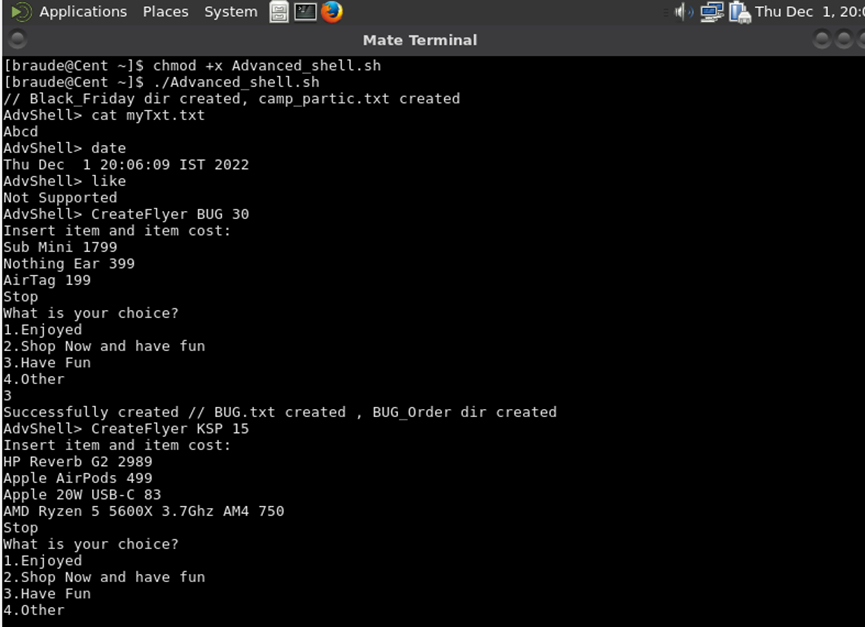 Applications Places System Thu Dec 1, 20:0
Mate Terminal
[braude@Cent ~]$ chmod +x Advanced_shell.sh
[braude@Cent ~]$ ./Advanced_shell.sh
// Black_Friday dir created, camp_partic.txt created
AdvShell> cat myTxt.txt
Abcd
AdvShell> date
Thu Dec  1 20:06:09 IST 2022
AdvShell> like
Not Supported
AdvShell> CreateFlyer BUG 30
Insert item and item cost:
Sub Mini 1799
Nothing Ear 399
AirTag 199
Stop
What is your choice?
1.Enjoyed
2.Shop Now and have fun
3.Have Fun
4.Other
3
Successfully created // BUG.txt created , BUG_Order dir created
AdvShell> CreateFlyer KSP 15
Insert item and item cost:
HP Reverb G2 2989
Apple AirPods 499
Apple 20W USB-C 83
AMD Ryzen 5 5600X 3.7Ghz AM4 750
Stop
What is your choice?
1.Enjoyed
2.Shop Now and have fun
3.Have Fun
4.Other